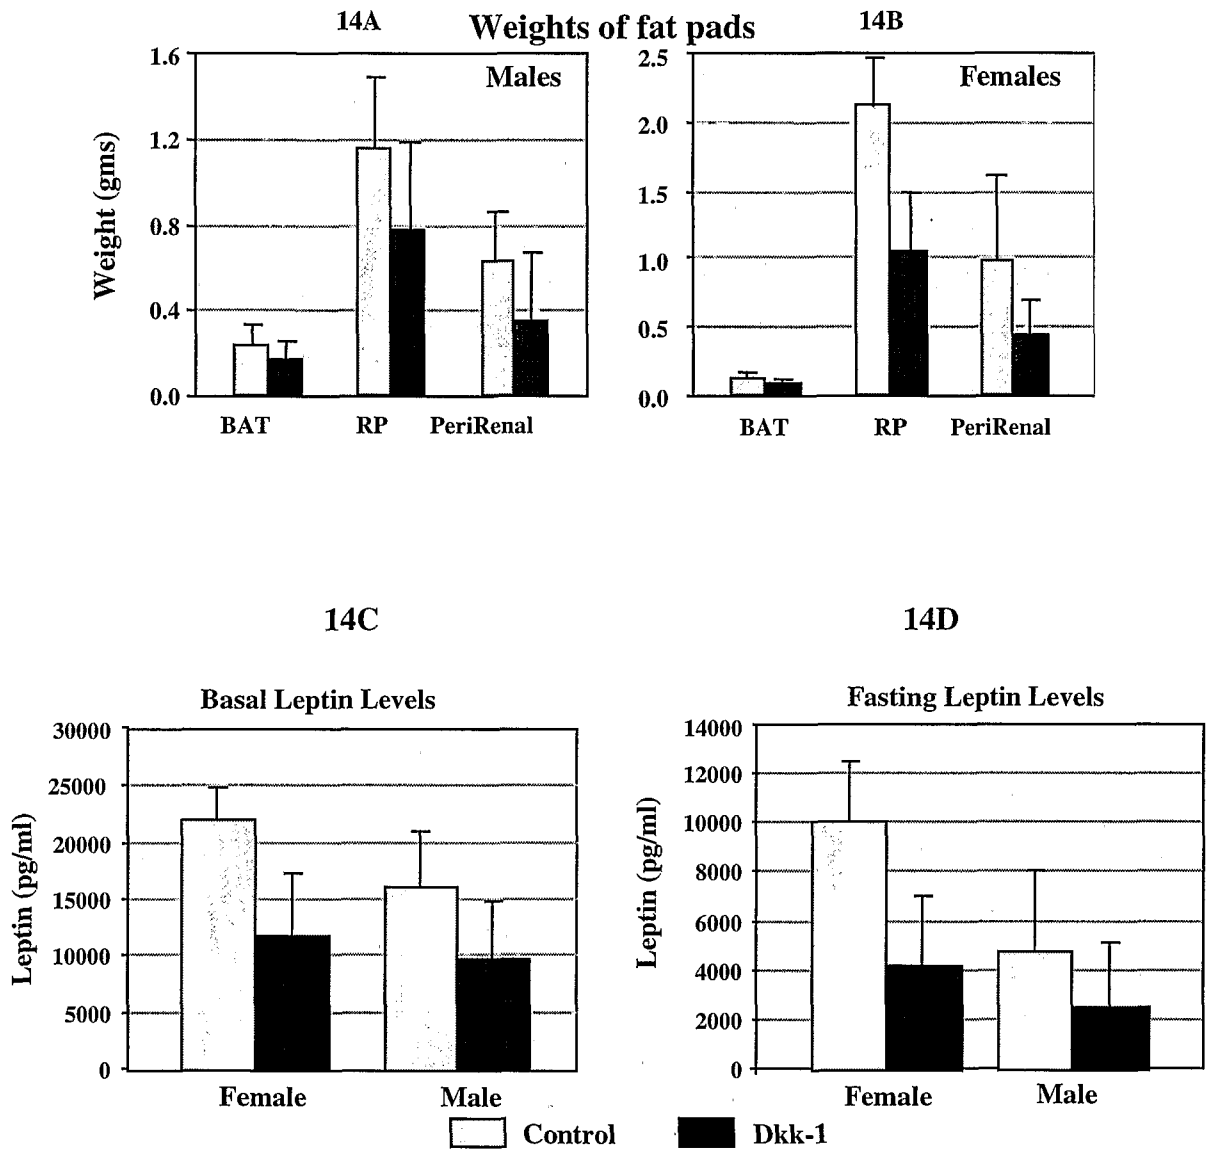 14A
Weights of fat pads
14B
1.6
1.2
0.8
0.4
0.0
Weight (gms)
Males
BAT
RP
PeriRenal
2.5
2.0
1.5
1.0
0.5
0.0
Females
BAT
RP
PeriRenal
14C
14D
Basal Leptin Levels
30000
25000
20000
15000
10000
5000
0
Leptin (pg/ml)
Female
Male
Fasting Leptin Levels
14000
12000
10000
8000
6000
4000
2000
0
Leptin (pg/ml)
Female
Male
Control
Dkk-1